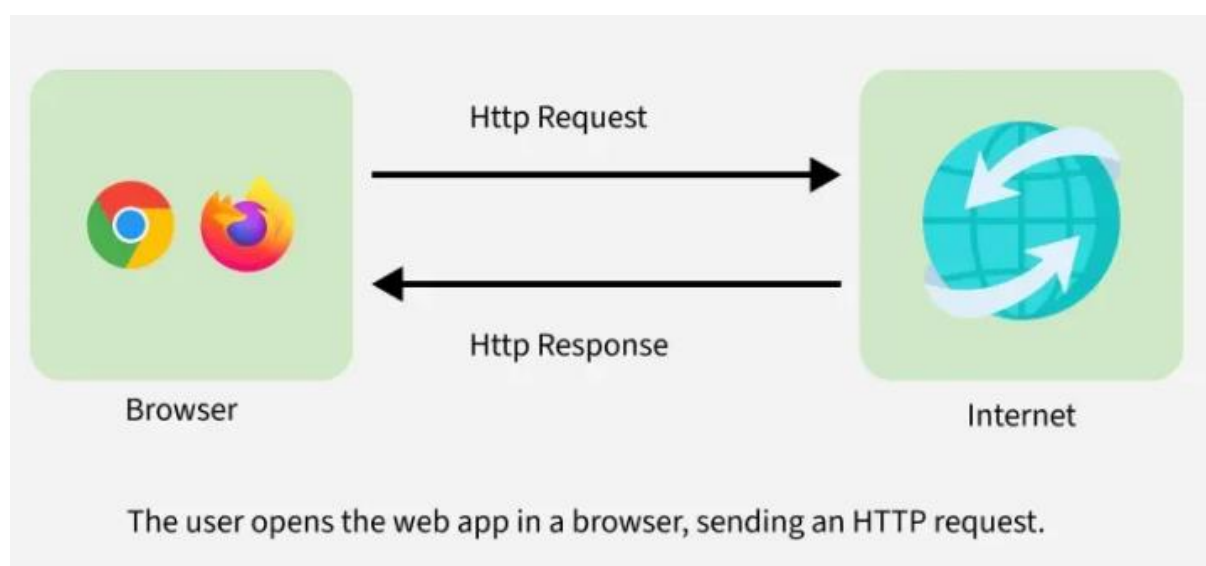 Http Request
Http Response
Browser
Internet
The user opens the web app in a browser, sending an HTTP request.